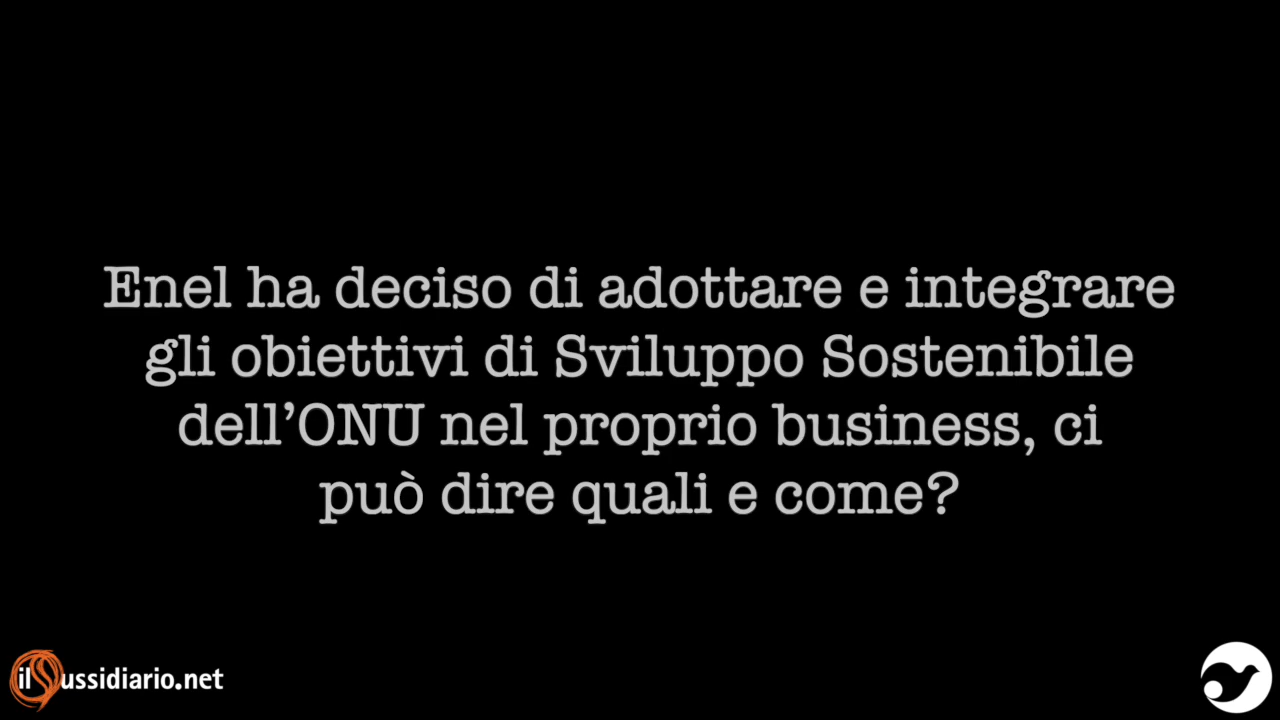 Enel ha deciso di adottare e integrare
gli obiettivi di Sviluppo Sostenibile
dell’ONU nel proprio business, ci
può dire quali e come?
ilSussidiario.net